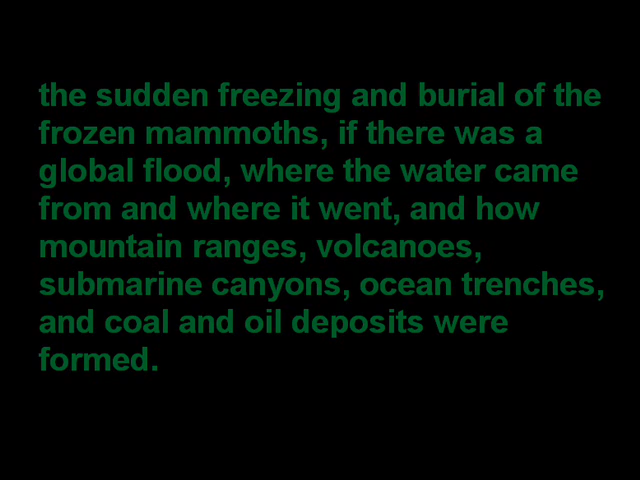 the sudden freezing and burial of the
frozen mammoths, if there was a
global flood, where the water came
from and where it went, and how
mountain ranges, volcanoes,
submarine canyons, ocean trenches,
and coal and oil deposits were
formed.